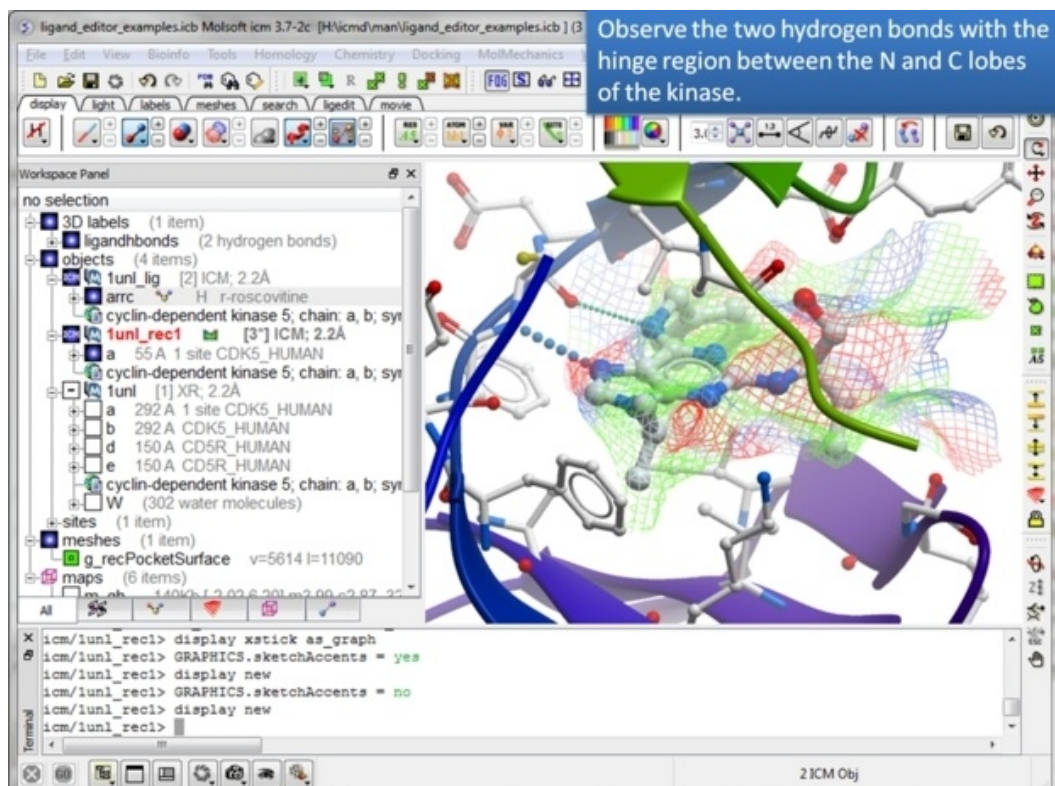 ligand_editor_examples.icb Molsoft icm 3.7-2c [H:\icmd\man\ligand_editor_examples.icb ] (3
Observe the two hydrogen bonds with the
hinge region between the N and C lobes
of the kinase.
File Edit View Bioinfo Tools Homology Chemistry Docking MolMechanics
display light labels meshes search ligedit movie
Workspace Panel
no selection
3D labels (1 item)
ligandhbonds (2 hydrogen bonds)
objects (4 items)
1unl_lig [2] ICM; 2.2Å
arrc H r-roscovitine
cyclin-dependent kinase 5; chain: a, b; syr
1unl_rec1 [3*] ICM; 2.2Å
a 55 A 1 site CDK5_HUMAN
cyclin-dependent kinase 5; chain: a, b; syr
1unl [1] XR; 2.2Å
a 292 A 1 site CDK5_HUMAN
b 292 A CDK5_HUMAN
d 150 A CD5R_HUMAN
e 150 A CD5R_HUMAN
cyclin-dependent kinase 5; chain: a, b; syr
W (302 water molecules)
sites (1 item)
meshes (1 item)
g_recPocketSurface v=5614 l=11090
maps (6 items)
All
icm/1unl_rec1> display xstick as_graph
icm/1unl_rec1> GRAPHICS.sketchAccents = yes
icm/1unl_rec1> display new
icm/1unl_rec1> GRAPHICS.sketchAccents = no
icm/1unl_rec1> display new
icm/1unl_rec1>
Terminal
2 ICM Obj